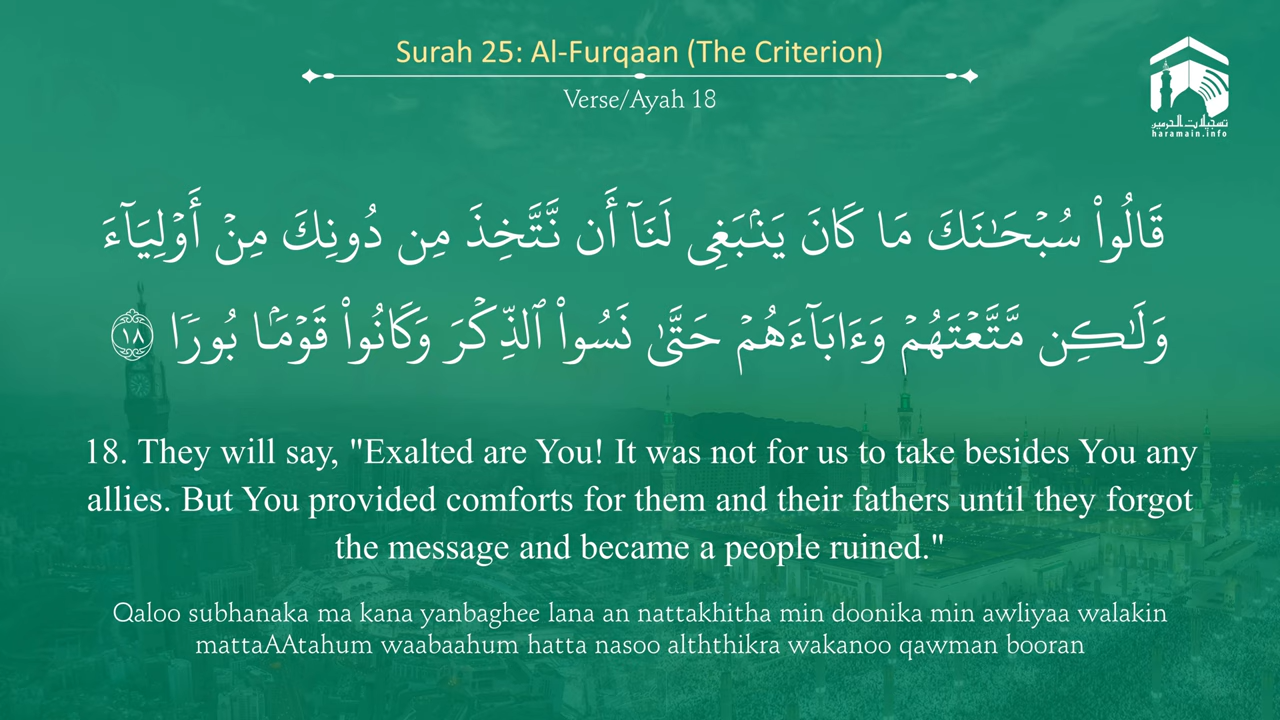 Surah 25: Al-Furqaan (The Criterion)
Verse/Ayah 18
تسجيلات الحرمين
haramain.info
قَالُوا۟ سُبْحَـٰنَكَ مَا كَانَ يَنۢبَغِى لَنَآ أَن نَّتَّخِذَ مِن دُونِكَ مِنْ أَوْلِيَآءَ
وَلَـٰكِن مَّتَّعْتَهُمْ وَءَابَآءَهُمْ حَتَّىٰ نَسُوا۟ ٱلذِّكْرَ وَكَانُوا۟ قَوْمَۢا بُورًا ١٨
18. They will say, "Exalted are You! It was not for us to take besides You any
allies. But You provided comforts for them and their fathers until they forgot
the message and became a people ruined."
Qaloo subhanaka ma kana yanbaghee lana an nattakhitha min doonika min awliyaa walakin
mattaAAtahum waabaahum hatta nasoo alththikra wakanoo qawman booran